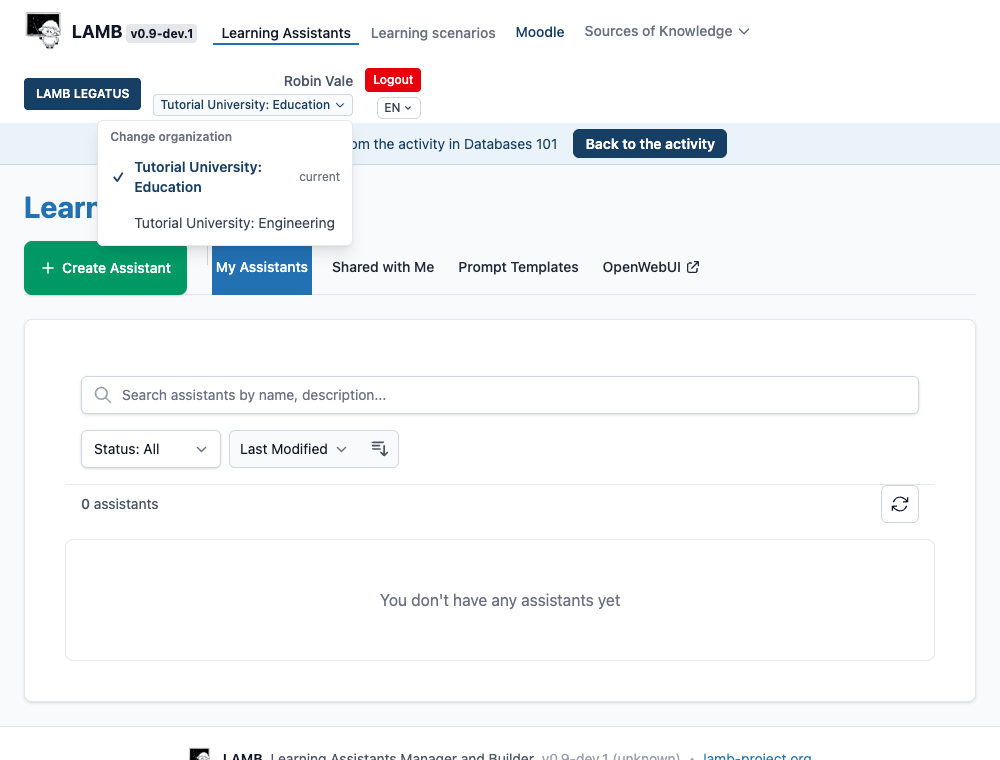 LAMB v0.9-dev.1
Learning Assistants
Learning scenarios
Moodle
Sources of Knowledge
LAMB LEGATUS
Robin Vale
Logout
Tutorial University: Education
EN
Change organization
Tutorial University:
Education
current
Tutorial University: Engineering
the activity in Databases 101
Back to the activity
Create Assistant
My Assistants
Shared with Me
Prompt Templates
OpenWebUI
Search assistants by name, description...
Status: All
Last Modified
0 assistants
You don't have any assistants yet
LAMB Learning Assistants Manager and Builder v0.9-dev.1 (unknown) • lamb-project.org